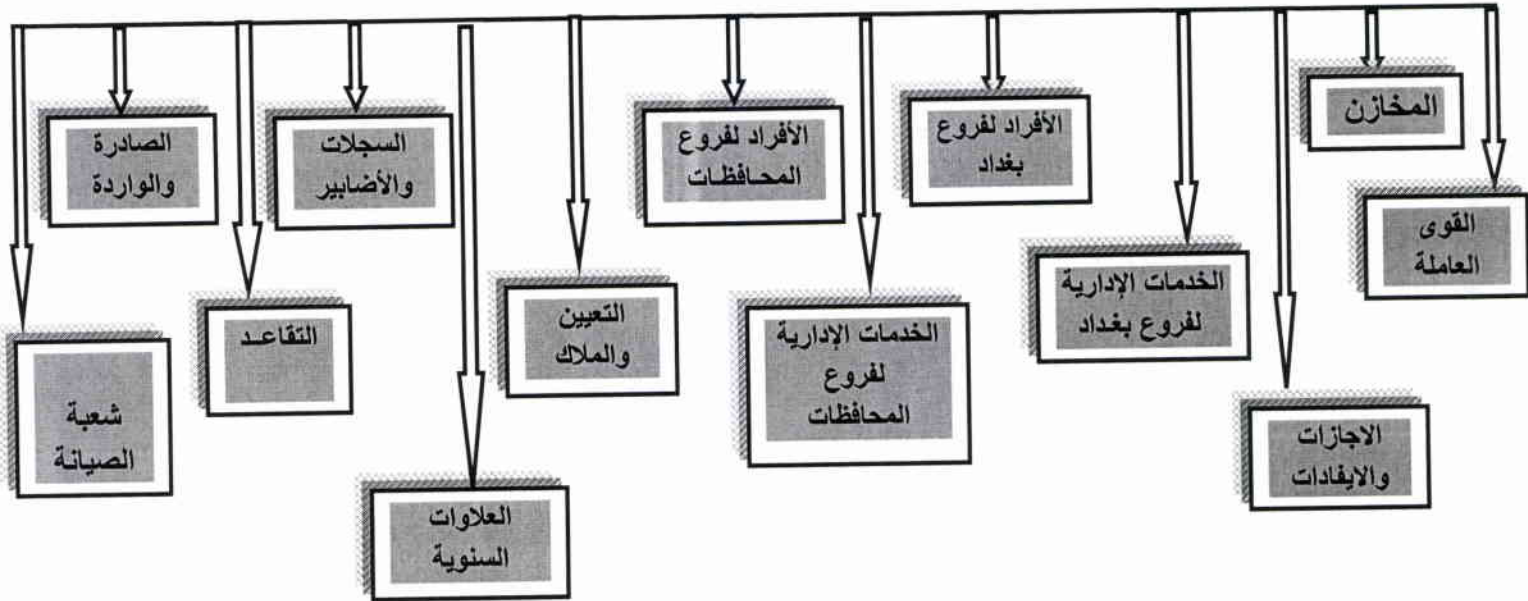 المخازن
القوى
العاملة
الأفراد لفروع
بغداد
الخدمات الإدارية
لفروع بغداد
الاجازات
والايفادات
الأفراد لفروع
المحافظات
الخدمات الإدارية
لفروع
المحافظات
التعيين
والملاك
السجلات
والأضابير
العلاوات
السنوية
التقاعد
الصادرة
والواردة
شعبة
الصيانة